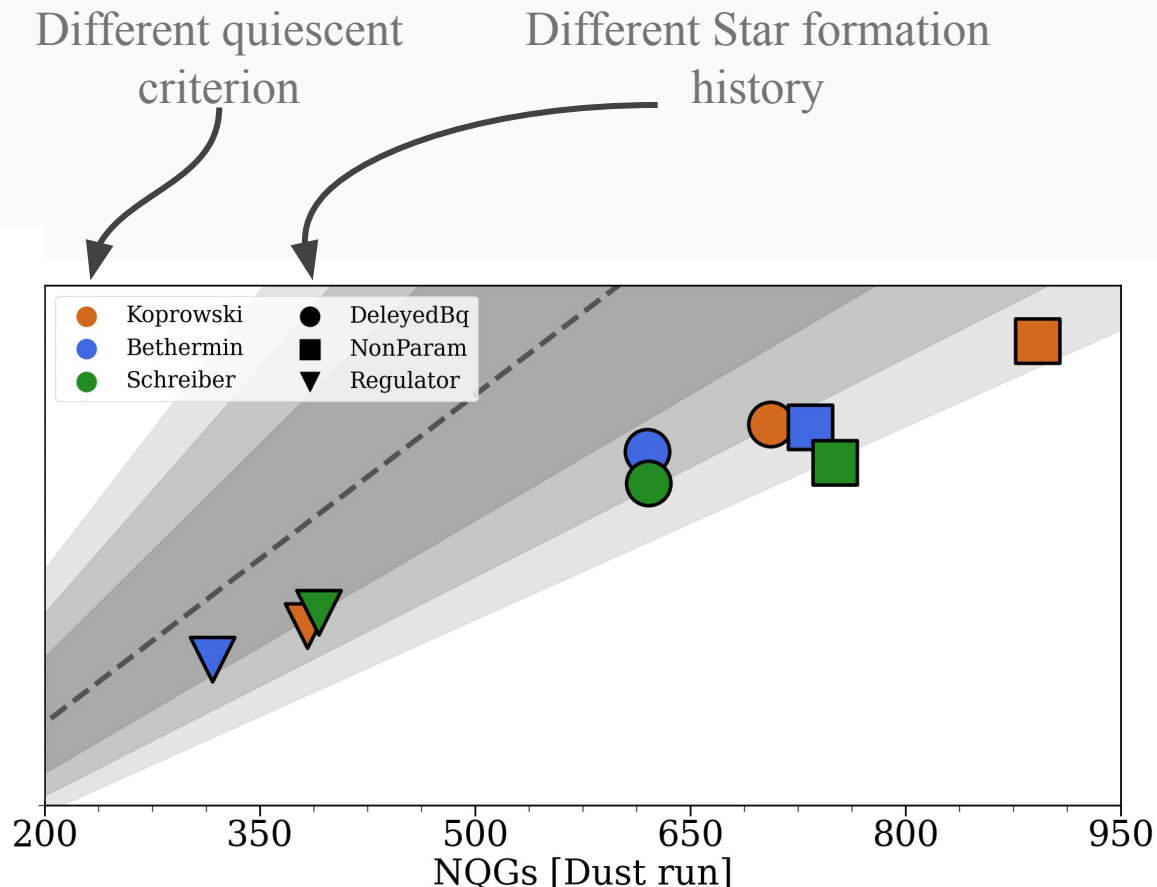 Different quiescent
criterion
Different Star formation
history
Koprowski
Bethermin
Schreiber
DeleyedBq
NonParam
Regulator
200 350 500 650 800 950
NQGs [Dust run]